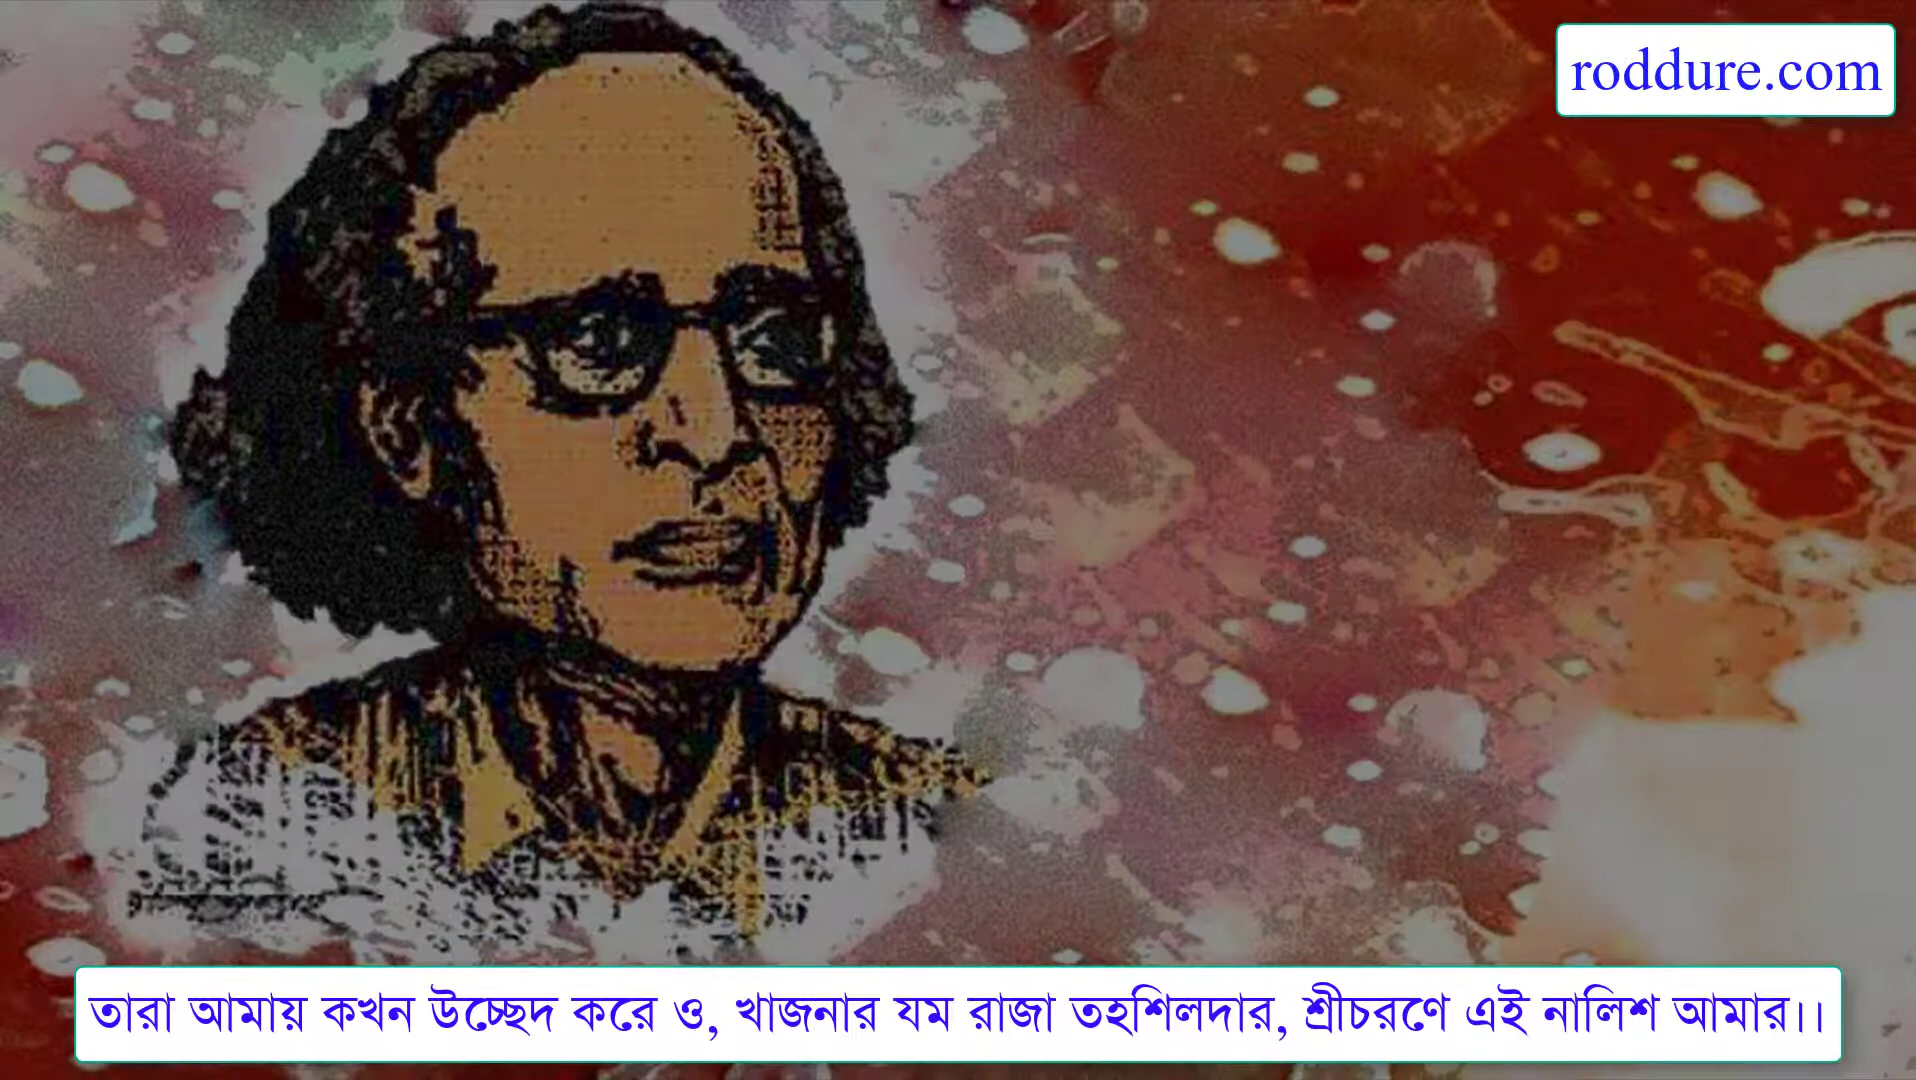 roddure.com
তারা আমায় কখন উচ্ছেদ করে ও, খাজনার যম রাজা তহশিলদার, শ্রীচরণে এই নালিশ আমার।।